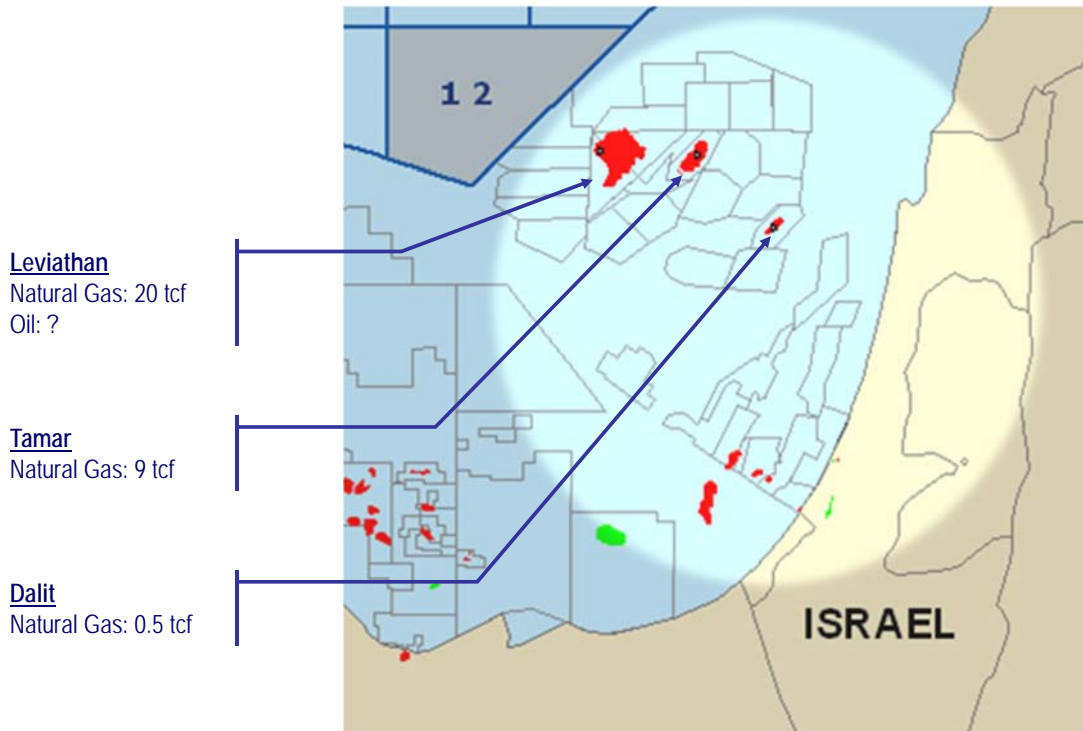 1 2
Leviathan
Natural Gas: 20 tcf
Oil: ?
Tamar
Natural Gas: 9 tcf
Dalit
Natural Gas: 0.5 tcf
ISRAEL